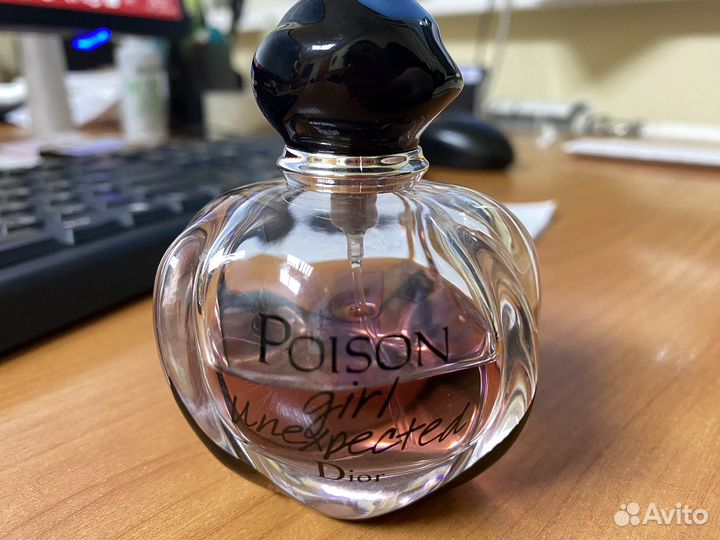 POISON
girl
unexpected
Dior
Avito